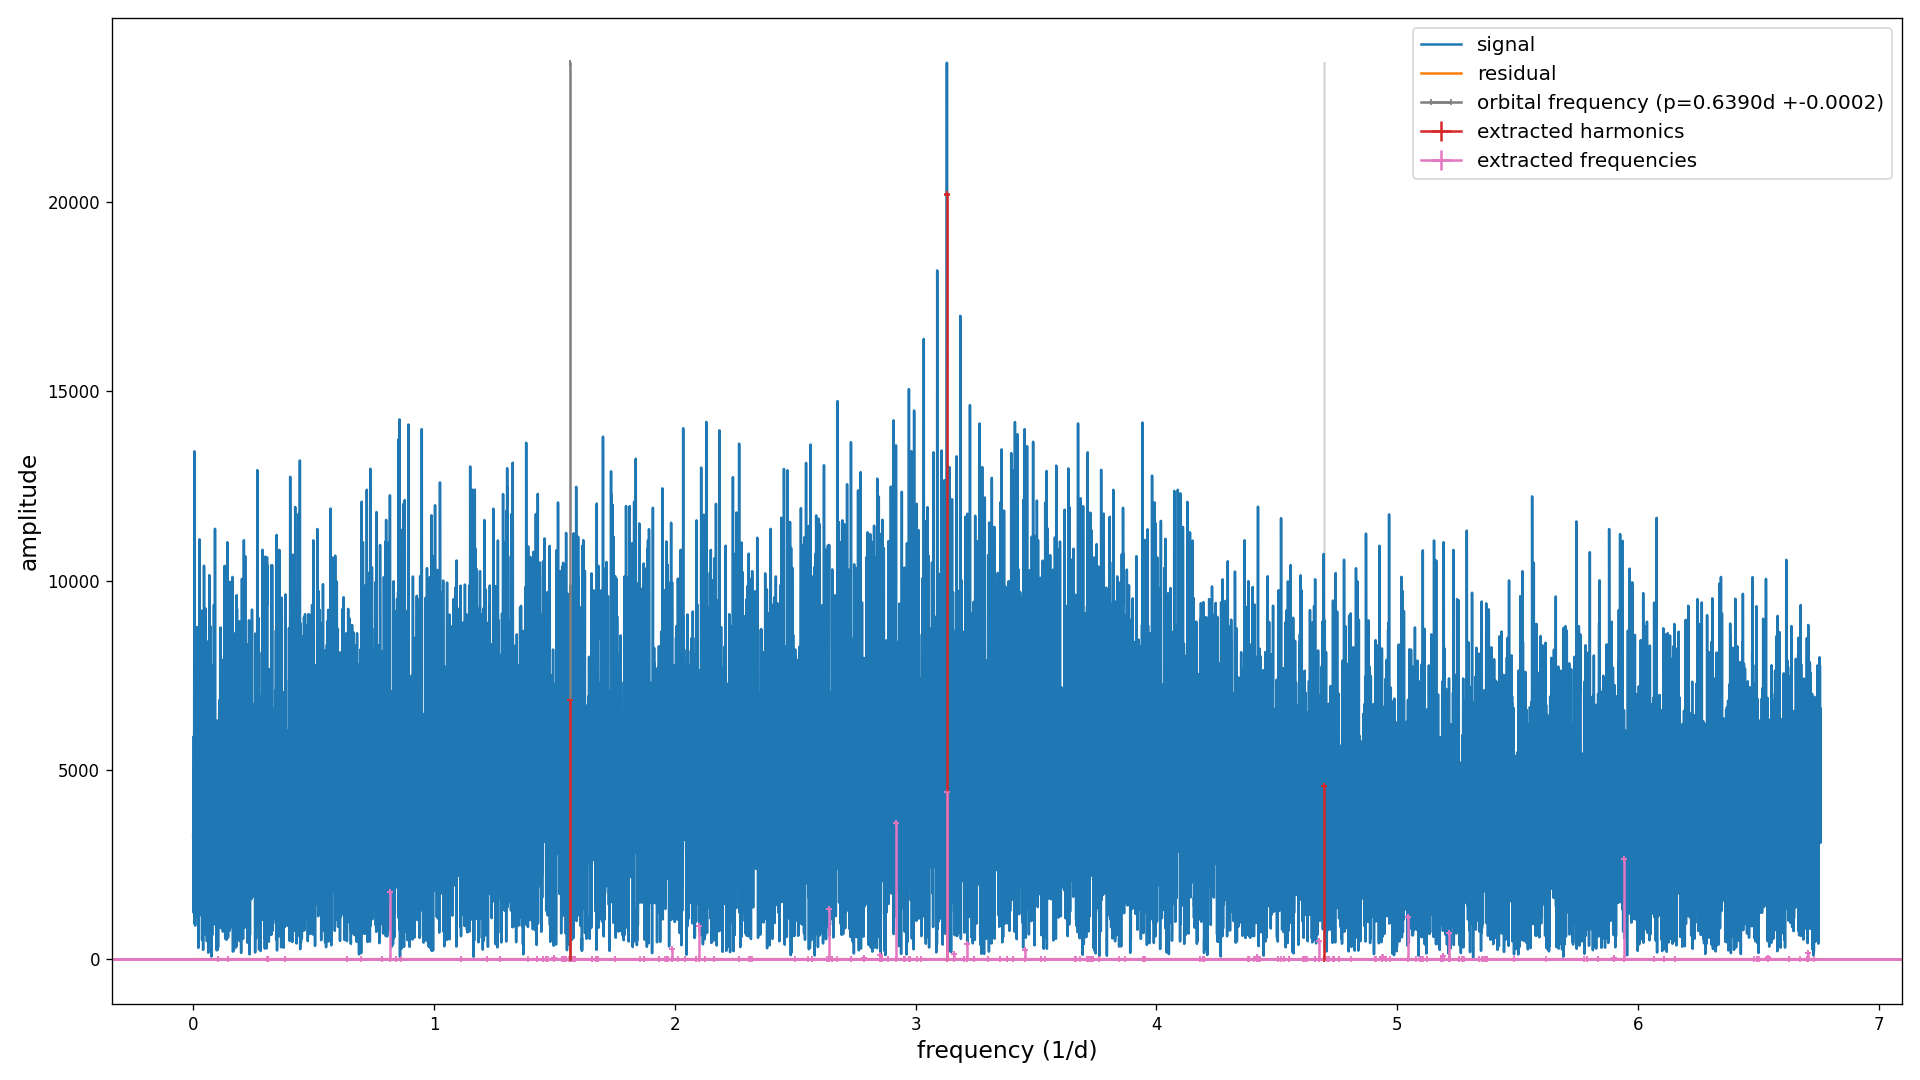 signal
residual
orbital frequency (p=0.6390d +-0.0002)
extracted harmonics
extracted frequencies
20000
15000
10000
5000
0
amplitude
0 1 2 3 4 5 6 7
frequency (1/d)